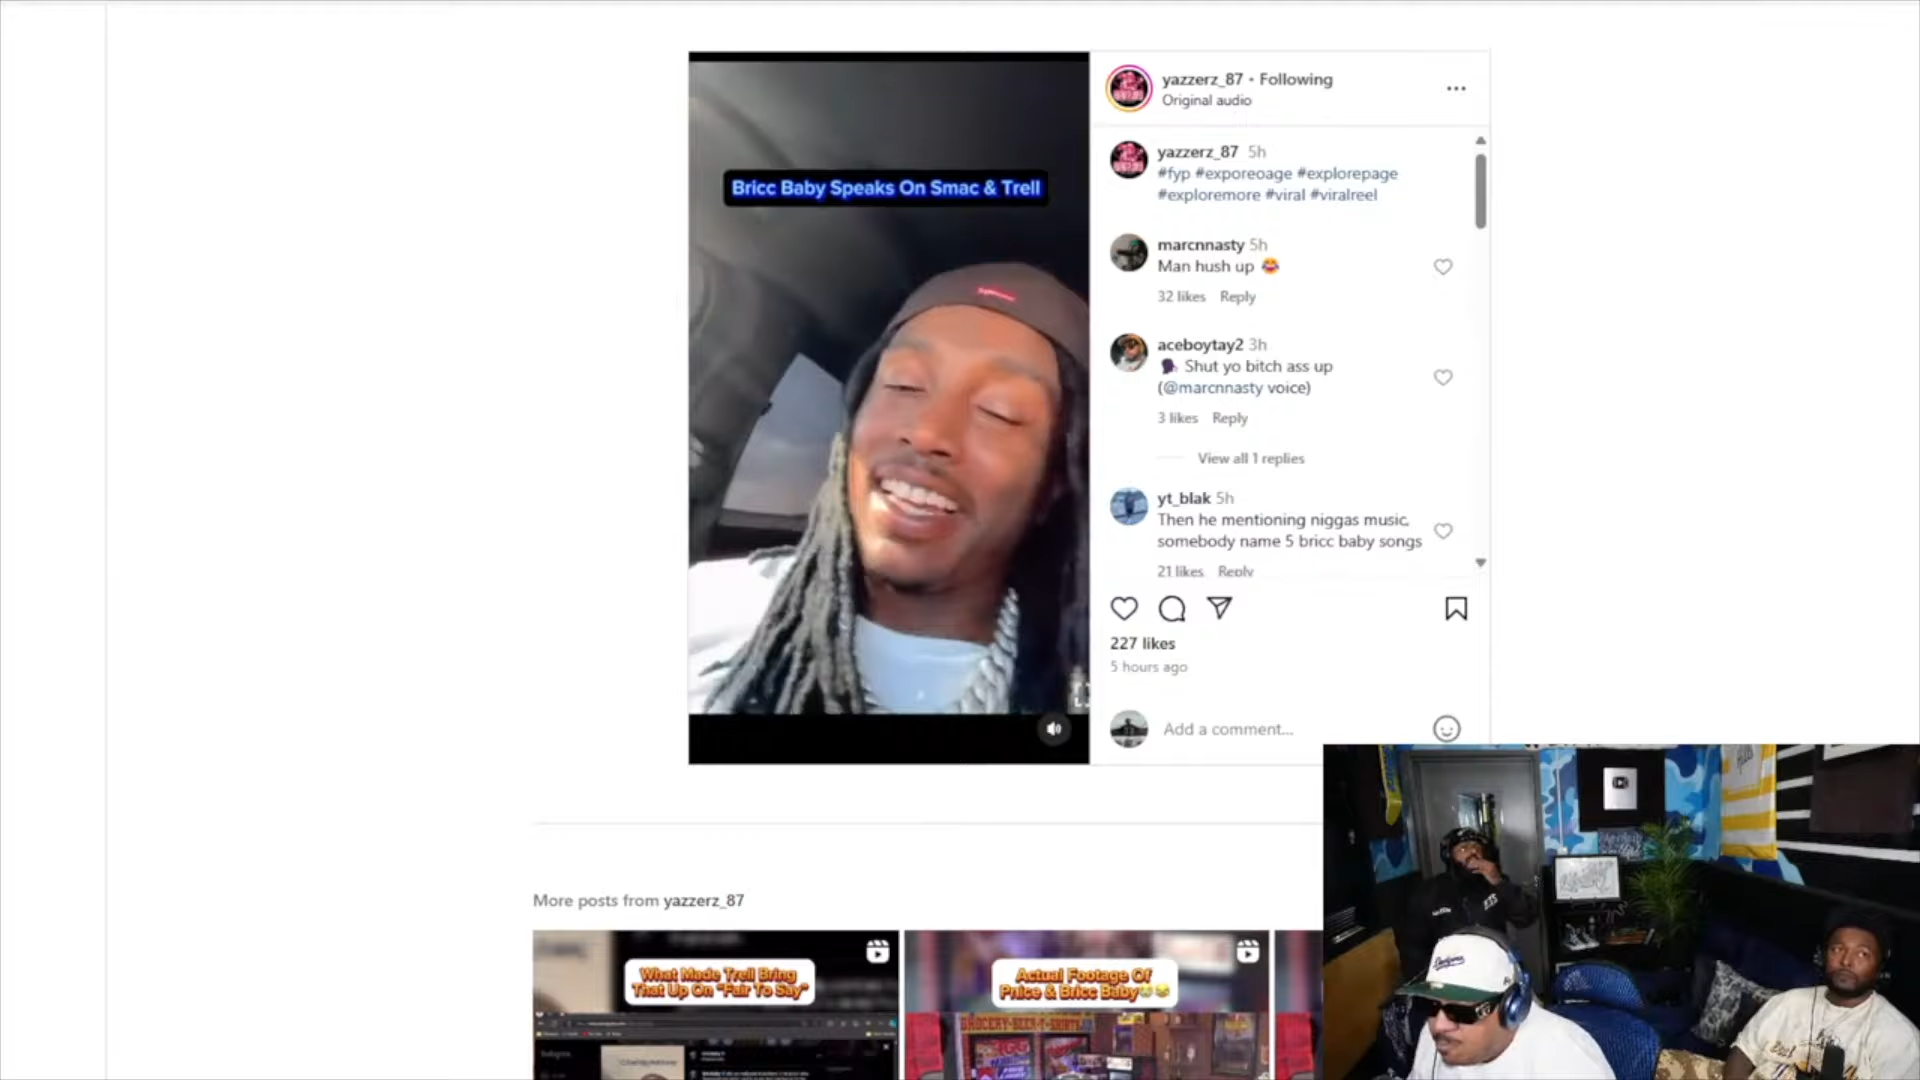 Bricc Baby Speaks On Smac & Trell
yazzerz_87 • Following
Original audio
yazzerz_87 5h
#fyp #exporeoage #explorepage
#exploremore #viral #viralreel
marcnnasty 5h
Man hush up 😂
32 likes Reply
aceboytay2 3h
🗣 Shut yo bitch ass up
(@marcnnasty voice)
3 likes Reply
View all 1 replies
yt_blak 5h
Then he mentioning niggas music,
somebody name 5 bricc baby songs
21 likes Reply
227 likes
5 hours ago
Add a comment...
More posts from yazzerz_87
What Made Trell Bring
That Up On "Fair To Say"
Actual Footage Of
Pnice & Bricc Baby
GROCERY-BEER-T-SHIRTS